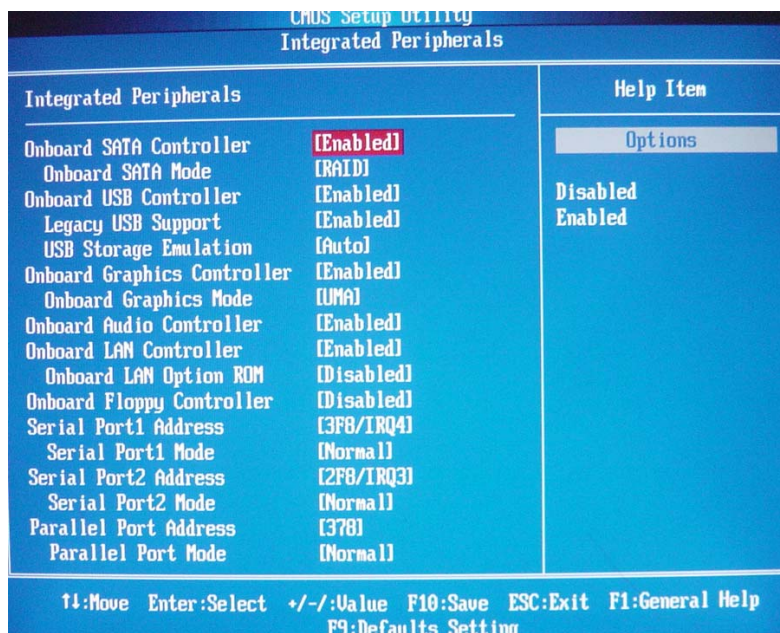 CMOS Setup Utility
Integrated Peripherals
Integrated Peripherals
Help Item
Onboard SATA Controller [Enabled]
Options
Onboard SATA Mode [RAID]
Onboard USB Controller [Enabled]
Disabled
Legacy USB Support [Enabled]
Enabled
USB Storage Emulation [Auto]
Onboard Graphics Controller [Enabled]
Onboard Graphics Mode [UMA]
Onboard Audio Controller [Enabled]
Onboard LAN Controller [Enabled]
Onboard LAN Option ROM [Disabled]
Onboard Floppy Controller [Disabled]
Serial Port1 Address [3F8/IRQ4]
Serial Port1 Mode [Normal]
Serial Port2 Address [2F8/IRQ3]
Serial Port2 Mode [Normal]
Parallel Port Address [378]
Parallel Port Mode [Normal]
↑↓:Move Enter:Select +/-/:Value F10:Save ESC:Exit F1:General Help
F9:Defaults Setting